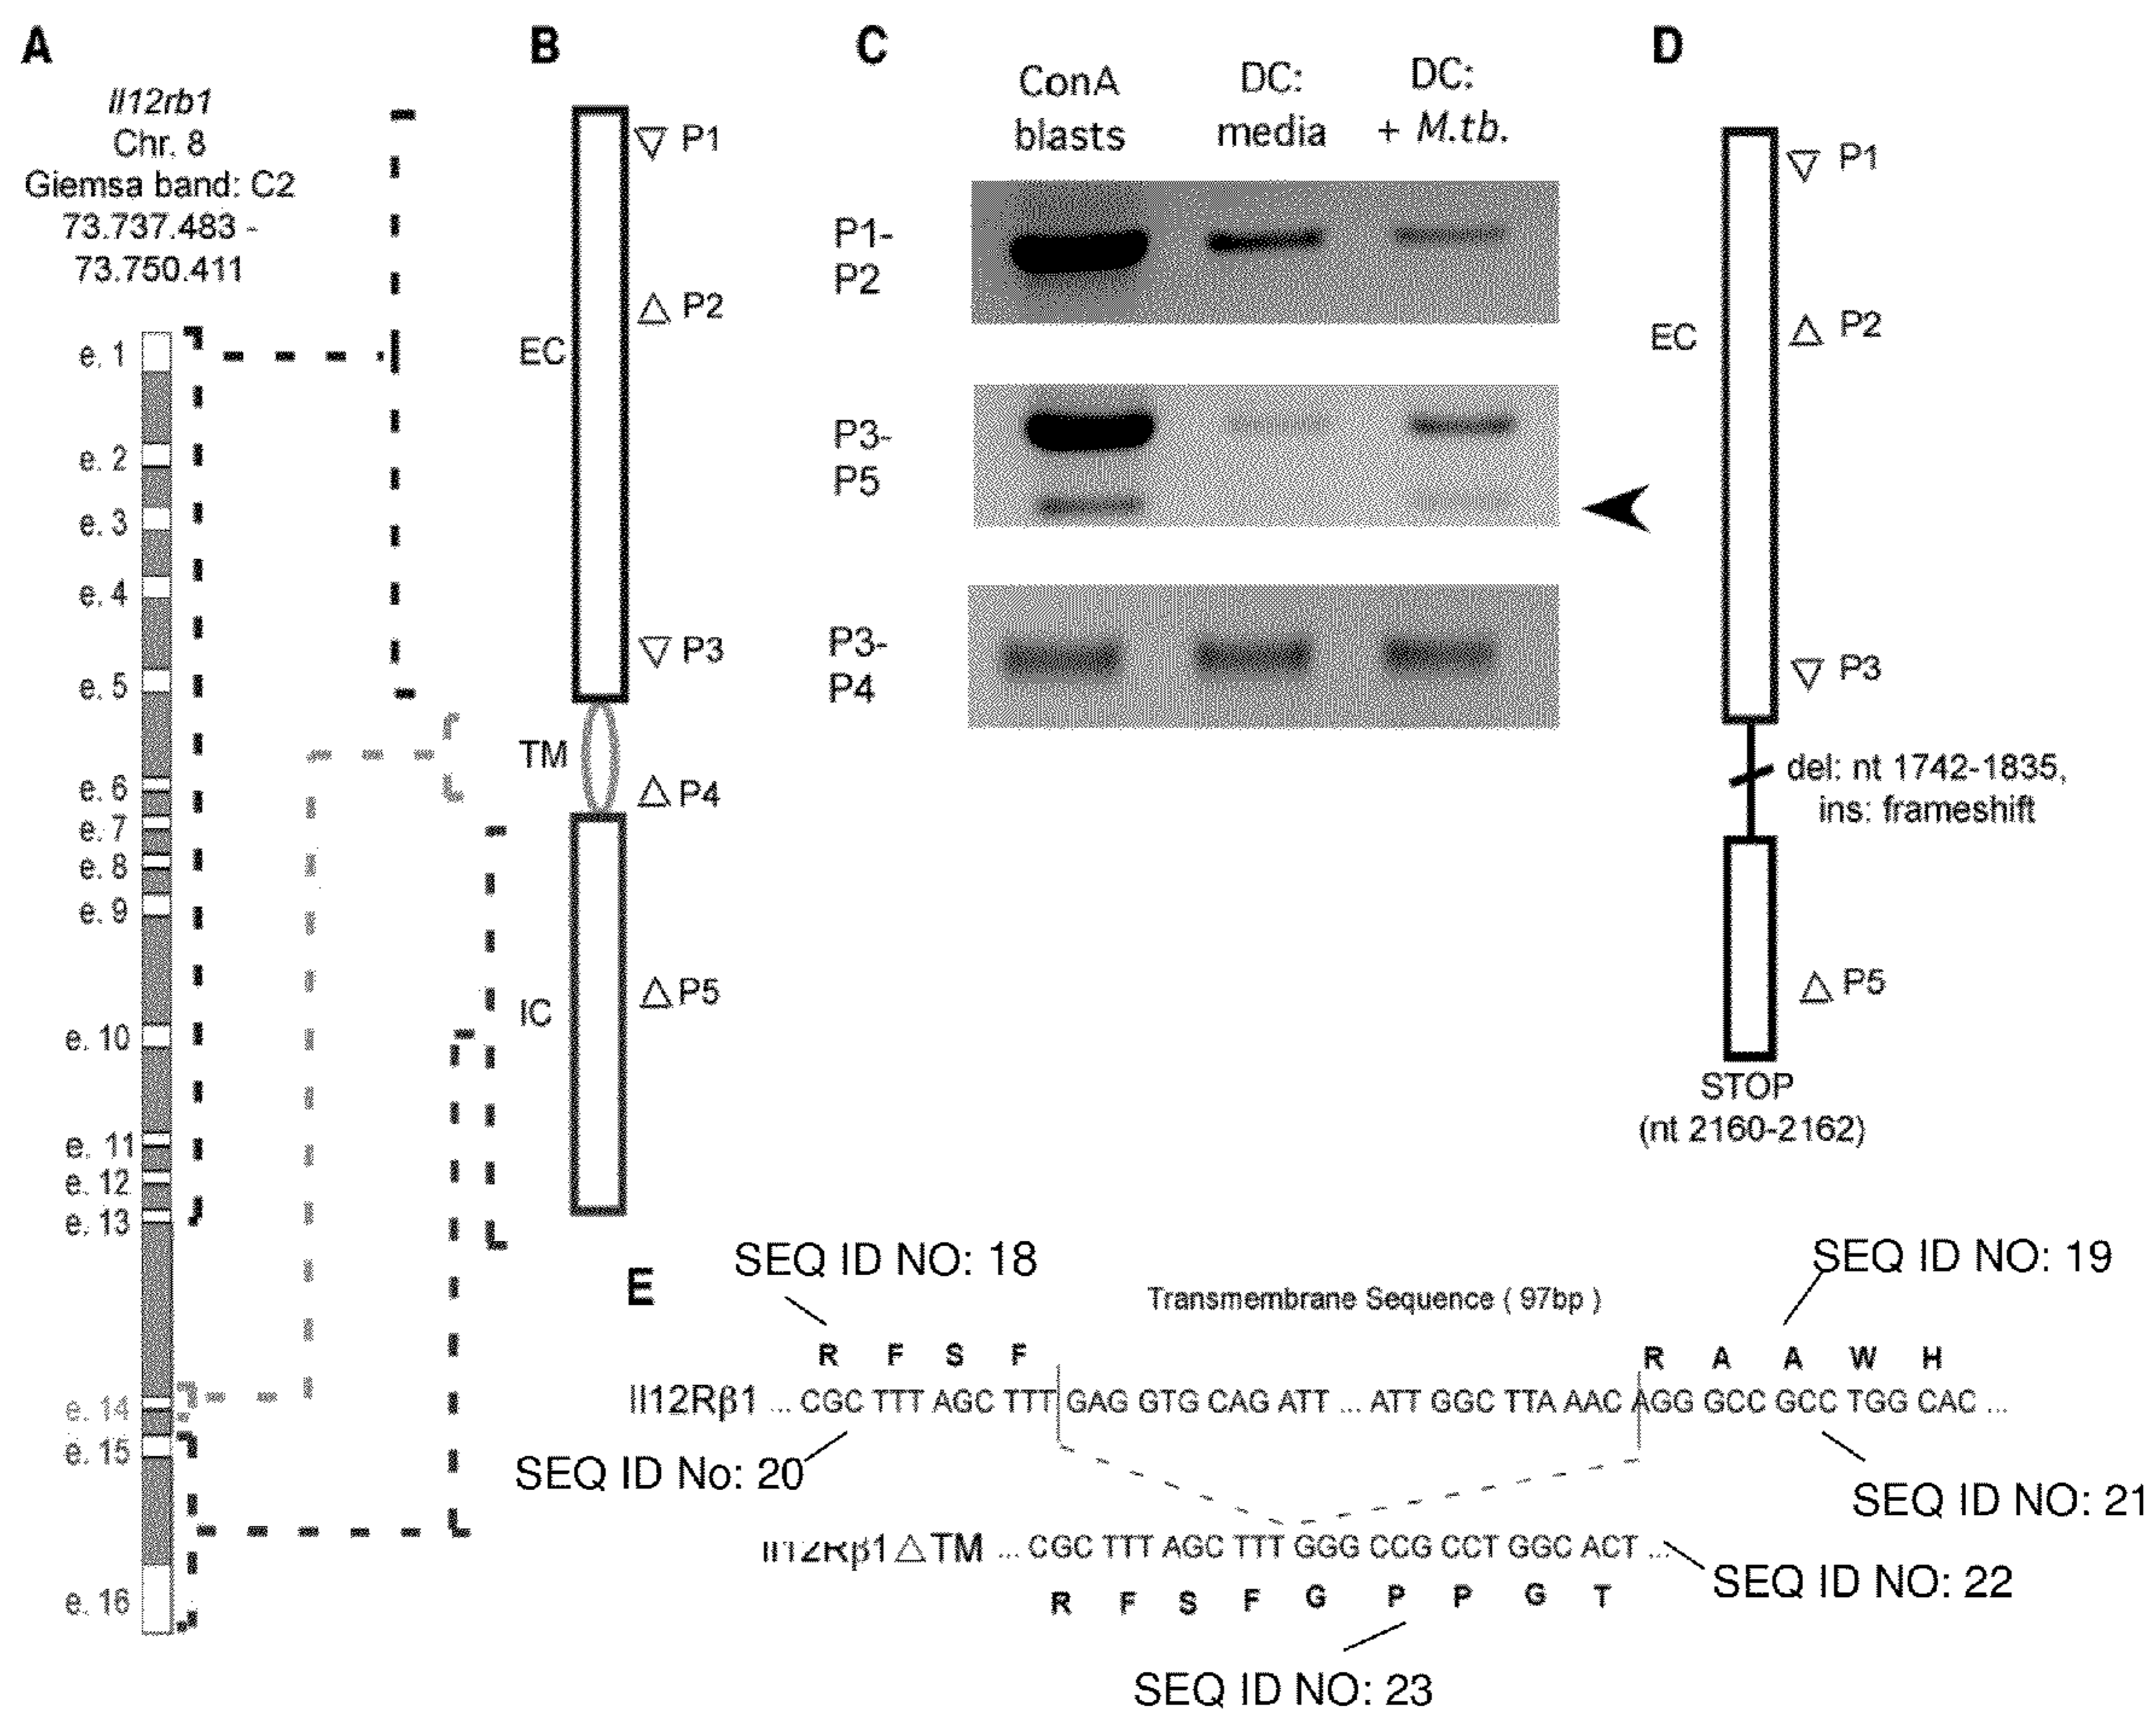 A
Il12rb1
Chr. 8
Giemsa band: C2
73.737.483 -
73.750.411
e. 1
e. 2
e. 3
e. 4
e. 5
e. 6
e. 7
e. 8
e. 9
e. 10
e. 11
e. 12
e. 13
e. 14
e. 15
e. 16
B
P1
P2
EC
P3
TM
P4
IC
P5
C
ConA blasts
DC: media
DC: + M.tb.
P1-
P2
P3-
P5
P3-
P4
D
P1
P2
EC
P3
del: nt 1742-1835,
ins: frameshift
P5
STOP
(nt 2160-2162)
E
SEQ ID NO: 18
Transmembrane Sequence ( 97bp )
SEQ ID NO: 19
R F S F
R A A W H
Il12Rβ1 ... CGC TTT AGC TTT GAG GTG CAG ATT ... ATT GGC TTA AAC AGG GCC GCC TGG CAC ...
SEQ ID No: 20
SEQ ID NO: 21
Il12Rβ1△TM ... CGC TTT AGC TTT GGG CCG CCT GGC ACT ...
SEQ ID NO: 22
R F S F G P P G T
SEQ ID NO: 23